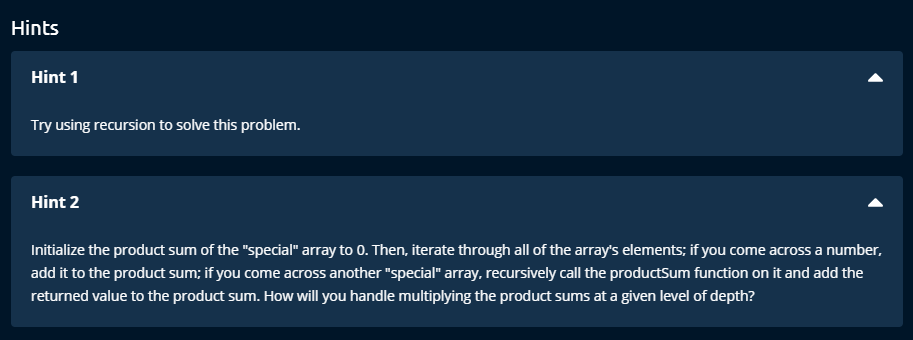 Hints
Hint 1
Try using recursion to solve this problem.
Hint 2
Initialize the product sum of the "special" array to 0. Then, iterate through all of the array's elements; if you come across a number,
add it to the product sum; if you come across another "special" array, recursively call the productSum function on it and add the
returned value to the product sum. How will you handle multiplying the product sums at a given level of depth?